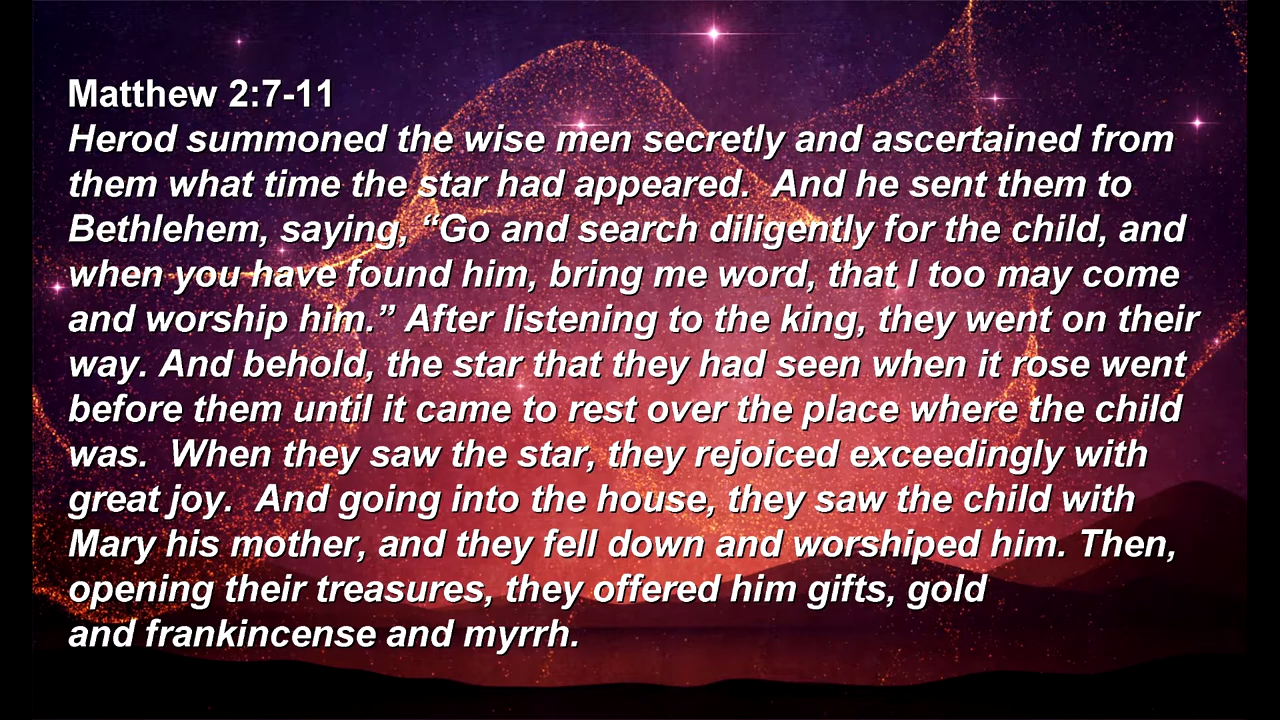 Matthew 2:7-11
Herod summoned the wise men secretly and ascertained from
them what time the star had appeared.  And he sent them to
Bethlehem, saying, “Go and search diligently for the child, and
when you have found him, bring me word, that I too may come
and worship him.” After listening to the king, they went on their
way. And behold, the star that they had seen when it rose went
before them until it came to rest over the place where the child
was.  When they saw the star, they rejoiced exceedingly with
great joy.  And going into the house, they saw the child with
Mary his mother, and they fell down and worshiped him. Then,
opening their treasures, they offered him gifts, gold
and frankincense and myrrh.